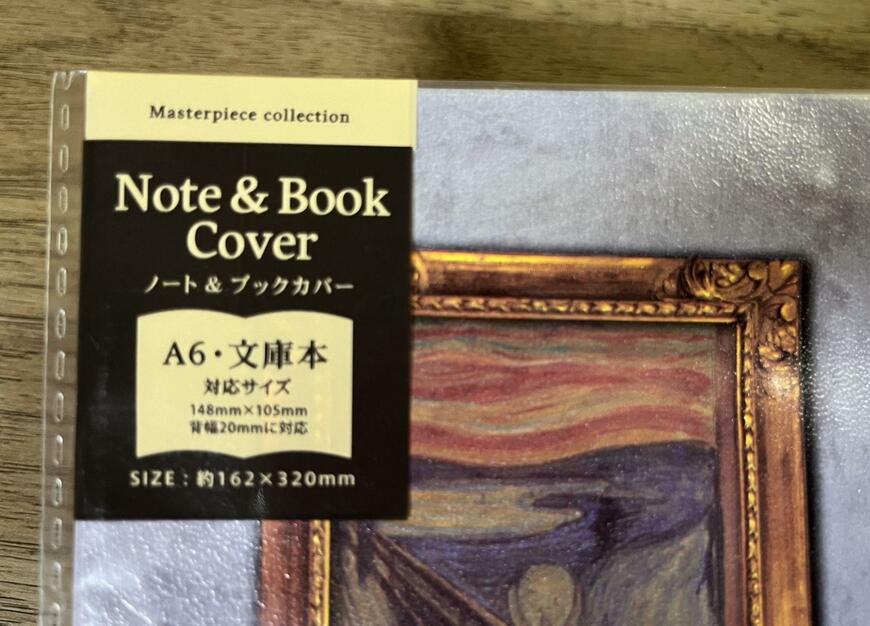 Masterpiece collection
Note & Book
Cover
ノート & ブックカバー
A6・文庫本
対応サイズ
148mm×105mm
背幅20mmに対応
SIZE : 約162×320mm